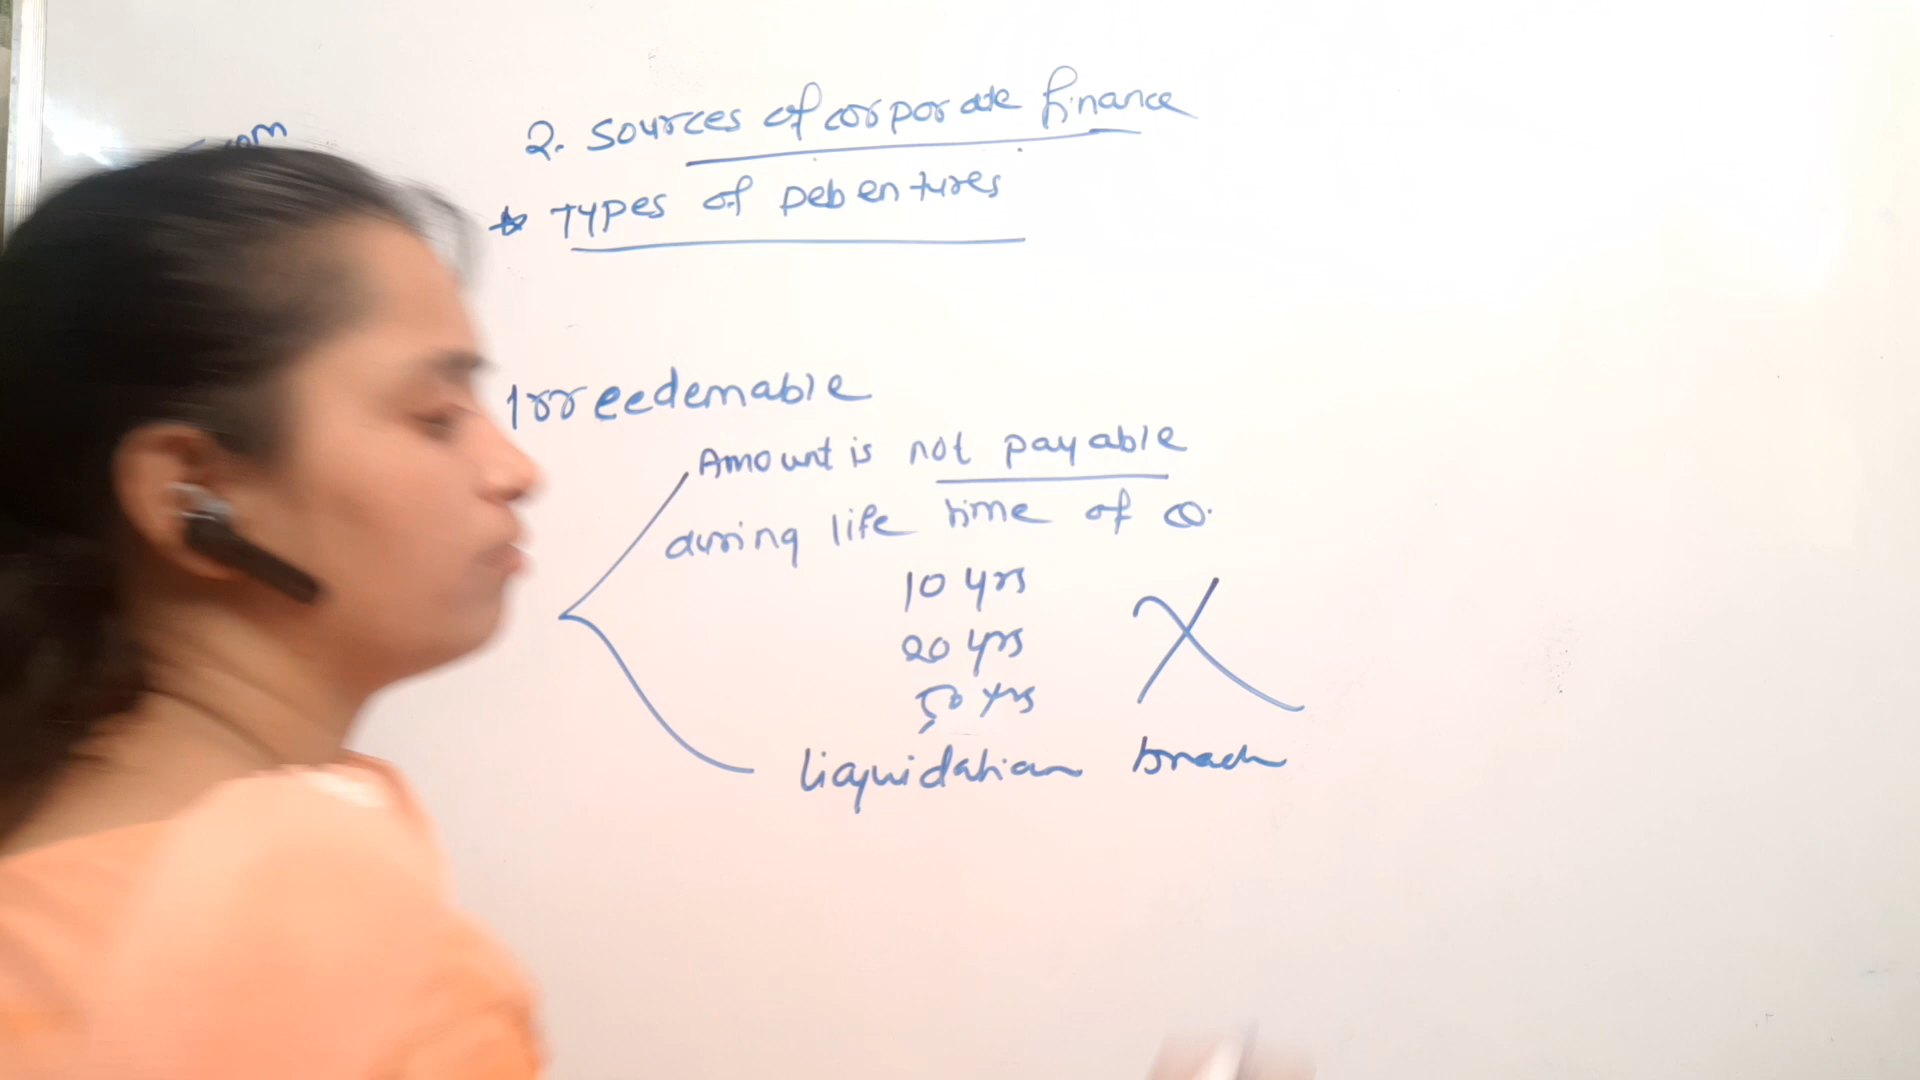 2. Sources of corporate finance
Types of Debentures
Irreedemable
Amount is not payable
during life time of co.
10 yrs
20 yrs
50 yrs
liquidation breach